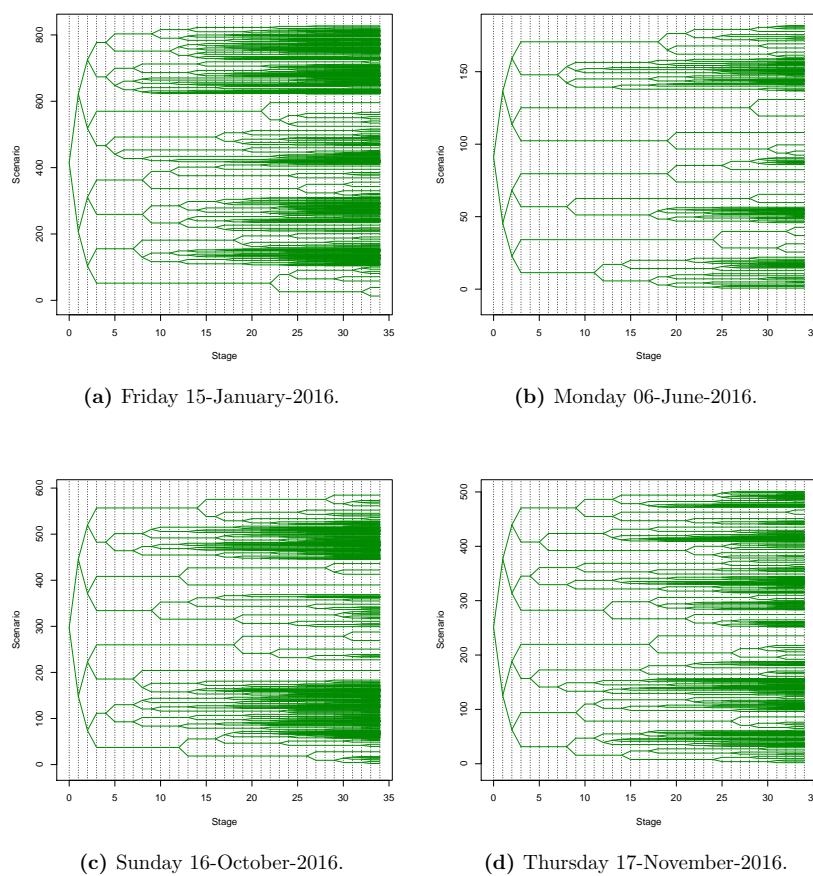 0 200 400 600 800
Scenario
0 5 10 15 20 25 30 35
Stage
(a) Friday 15-January-2016.
0 50 100 150
Scenario
0 5 10 15 20 25 30
Stage
(b) Monday 06-June-2016.
0 100 200 300 400 500 600
Scenario
0 5 10 15 20 25 30 35
Stage
(c) Sunday 16-October-2016.
0 100 200 300 400 500
Scenario
0 5 10 15 20 25 30
Stage
(d) Thursday 17-November-2016.